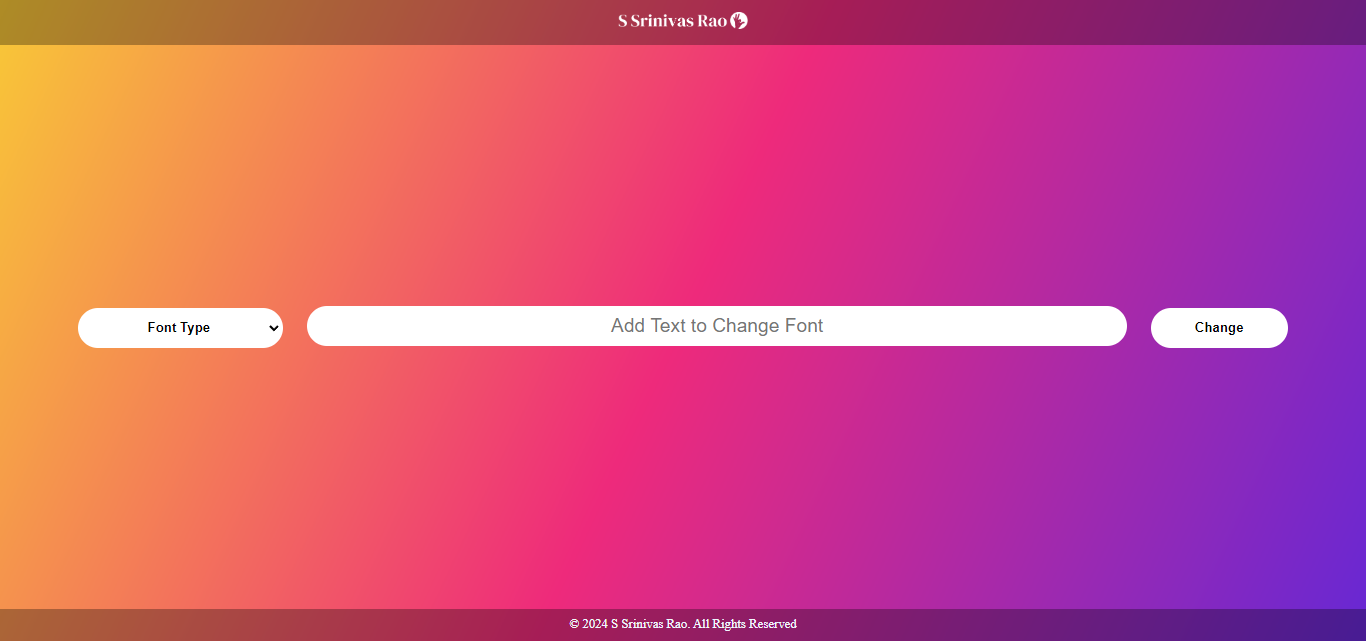 S Srinivas Rao
Font Type
Add Text to Change Font
Change
© 2024 S Srinivas Rao. All Rights Reserved